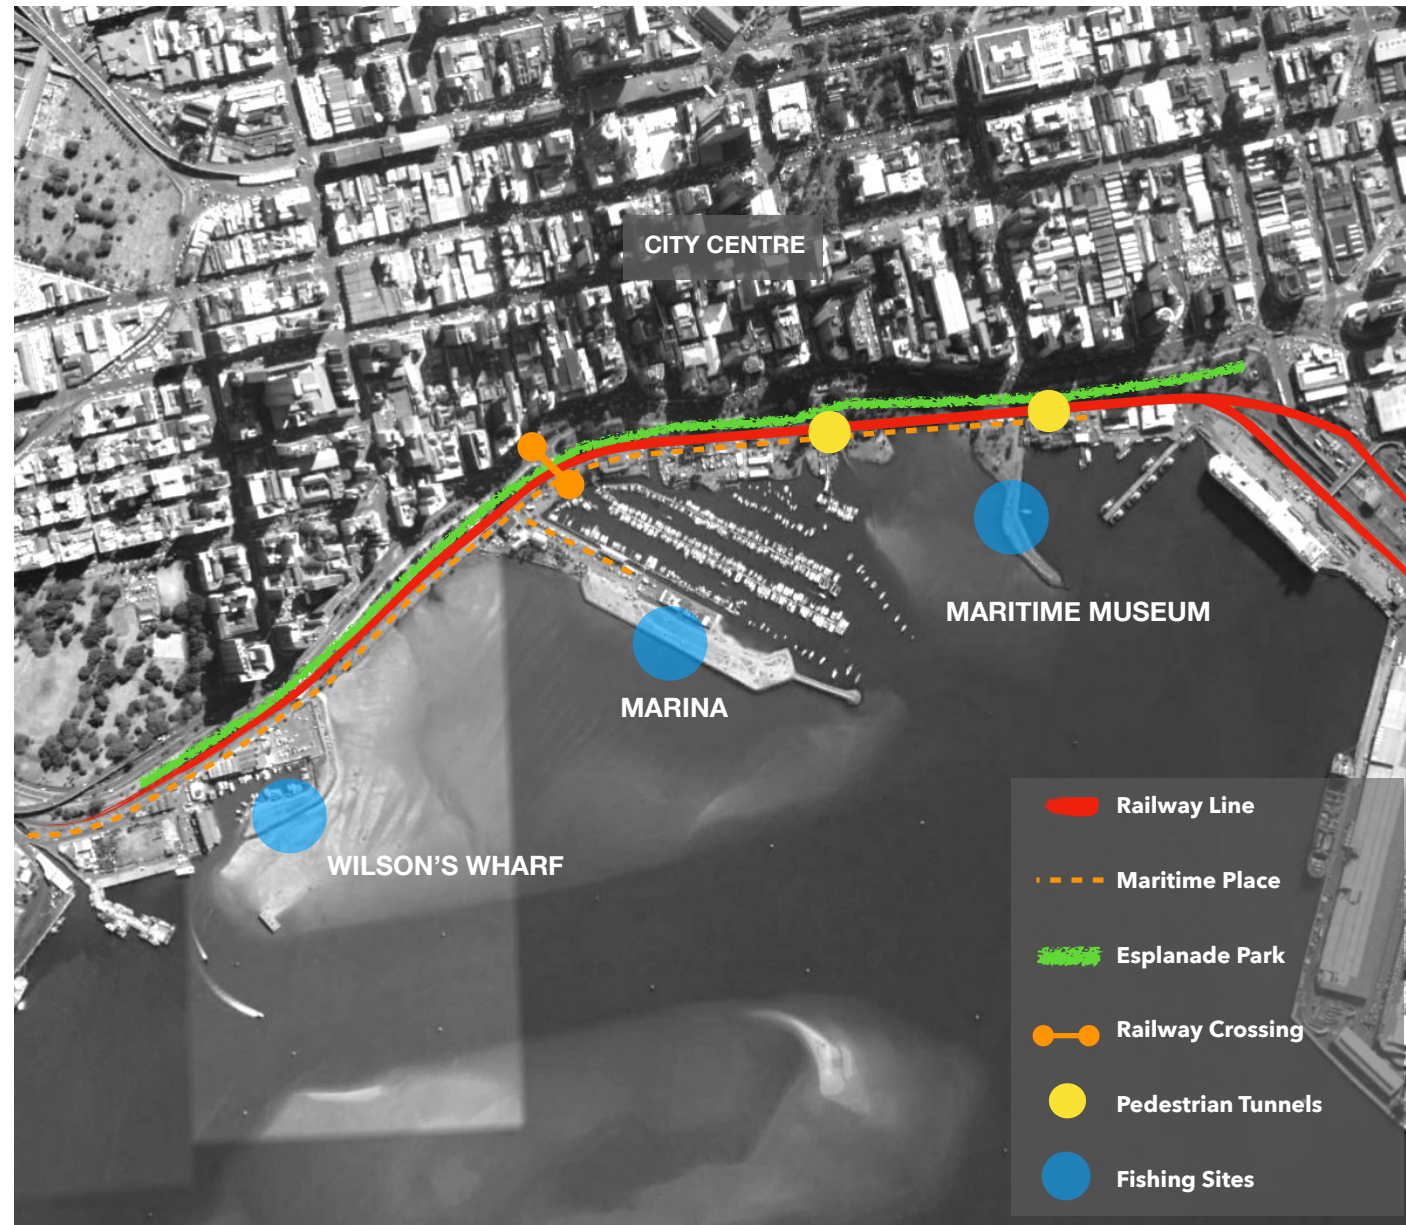 CITY CENTRE
MARITIME MUSEUM
MARINA
WILSON’S WHARF
Railway Line
Maritime Place
Esplanade Park
Railway Crossing
Pedestrian Tunnels
Fishing Sites